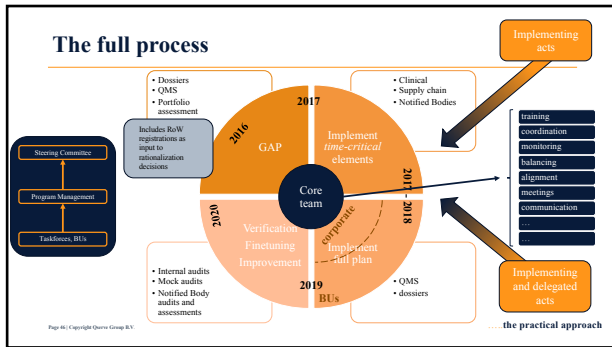 The full process
Implementing
acts
• Dossiers
• QMS
• Portfolio
assessment
• Clinical
• Supply chain
• Notified Bodies
Includes RoW
registrations as
input to
rationalization
decisions
2016
2017
GAP
Implement
time-critical
elements
2017 - 2018
Steering Committee
Program Management
Taskforces, BUs
Core
team
training
coordination
monitoring
balancing
alignment
meetings
communication
…
…
2020
Verification
Finetuning
Improvement
corporate
Implement
full plan
2019
BUs
• Internal audits
• Mock audits
• Notified Body
audits and
assessments
• QMS
• dossiers
Implementing
and delegated
acts
Page 46 | Copyright Qserve Group B.V.
…..the practical approach